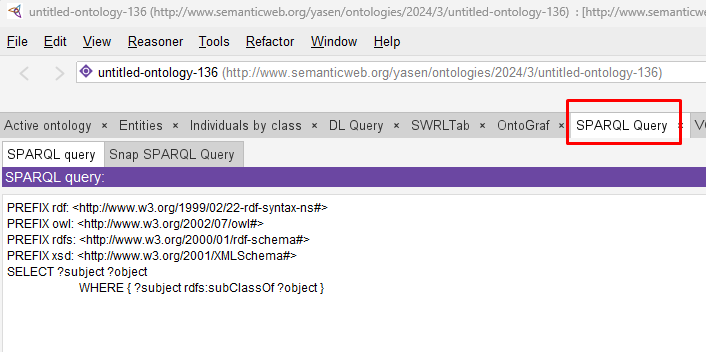 untitled-ontology-136 (http://www.semanticweb.org/yasen/ontologies/2024/3/untitled-ontology-136) : [http://www.semanticwe
File Edit View Reasoner Tools Refactor Window Help
untitled-ontology-136 (http://www.semanticweb.org/yasen/ontologies/2024/3/untitled-ontology-136)
Active ontology × Entities × Individuals by class × DL Query × SWRLTab × OntoGraf × SPARQL Query ×
SPARQL query Snap SPARQL Query
SPARQL query:
PREFIX rdf: <http://www.w3.org/1999/02/22-rdf-syntax-ns#>
PREFIX owl: <http://www.w3.org/2002/07/owl#>
PREFIX rdfs: <http://www.w3.org/2000/01/rdf-schema#>
PREFIX xsd: <http://www.w3.org/2001/XMLSchema#>
SELECT ?subject ?object
WHERE { ?subject rdfs:subClassOf ?object }